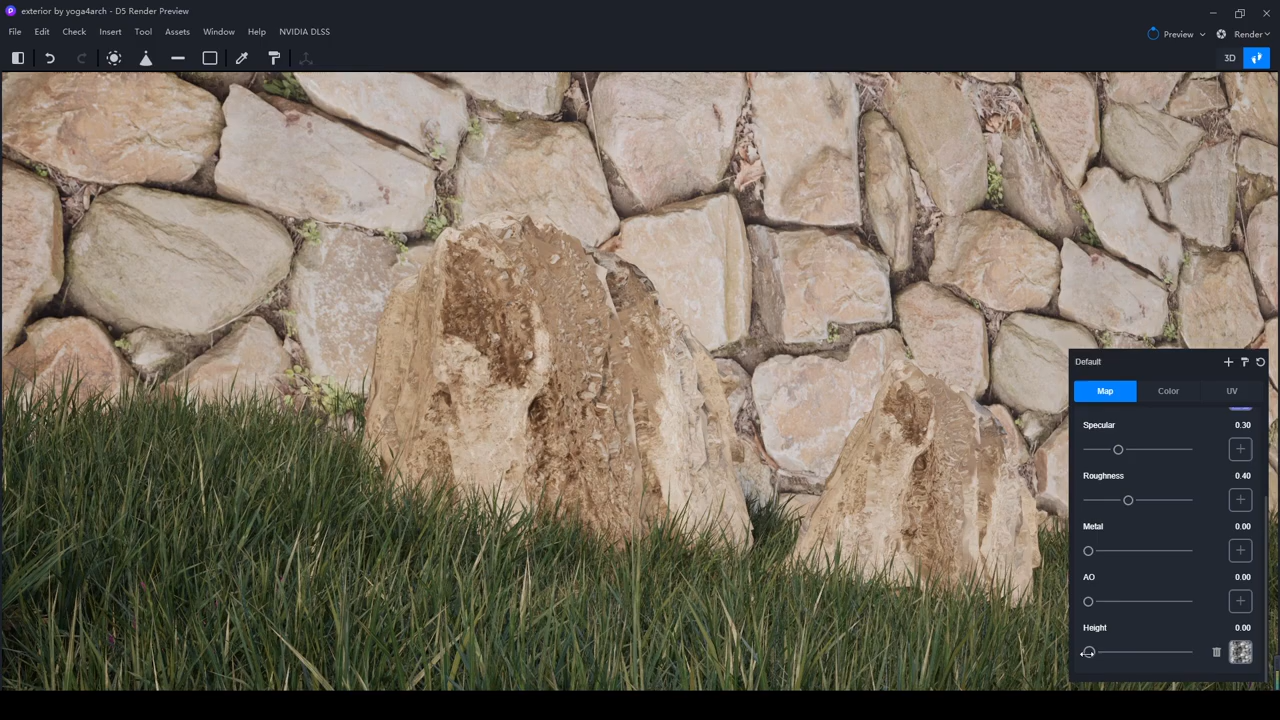 exterior by yoga4arch - D5 Render Preview
File Edit Check Insert Tool Assets Window Help NVIDIA DLSS
Preview Render
3D
Default
Map Color UV
Specular 0.30
Roughness 0.40
Metal 0.00
AO 0.00
Height 0.00